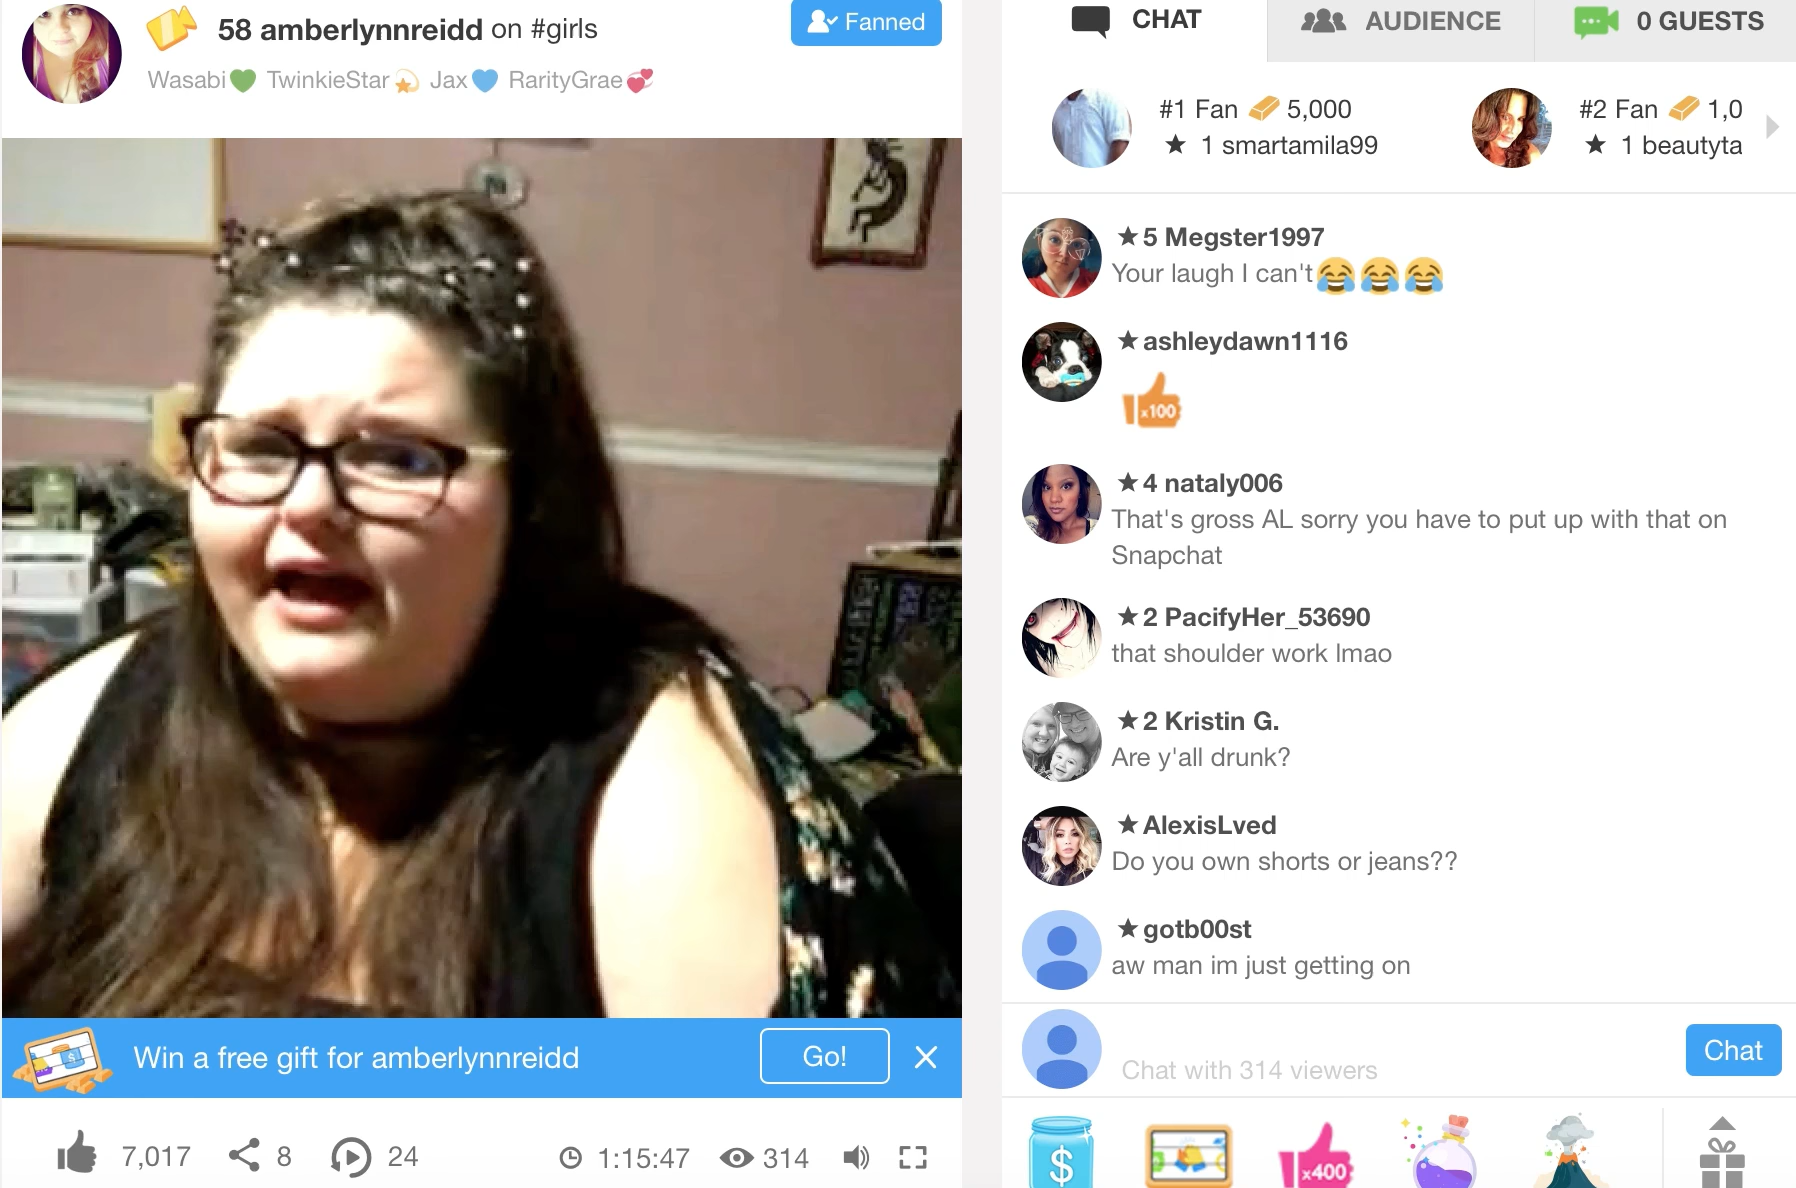 58 amberlynnreidd on #girls
Fanned
Wasabi💚 TwinkieStar💫 Jax💙 RarityGrae💞
Win a free gift for amberlynnreidd
Go!
7,017
8
24
1:15:47
314
CHAT
AUDIENCE
0 GUESTS
#1 Fan 5,000
★ 1 smartamila99
#2 Fan 1,0
★ 1 beautyta
★5 Megster1997
Your laugh I can't😂😂😂
★ashleydawn1116
x100
★4 nataly006
That's gross AL sorry you have to put up with that on
Snapchat
★2 PacifyHer_53690
that shoulder work lmao
★2 Kristin G.
Are y'all drunk?
★AlexisLved
Do you own shorts or jeans??
★gotb00st
aw man im just getting on
Chat with 314 viewers
Chat
$
x400